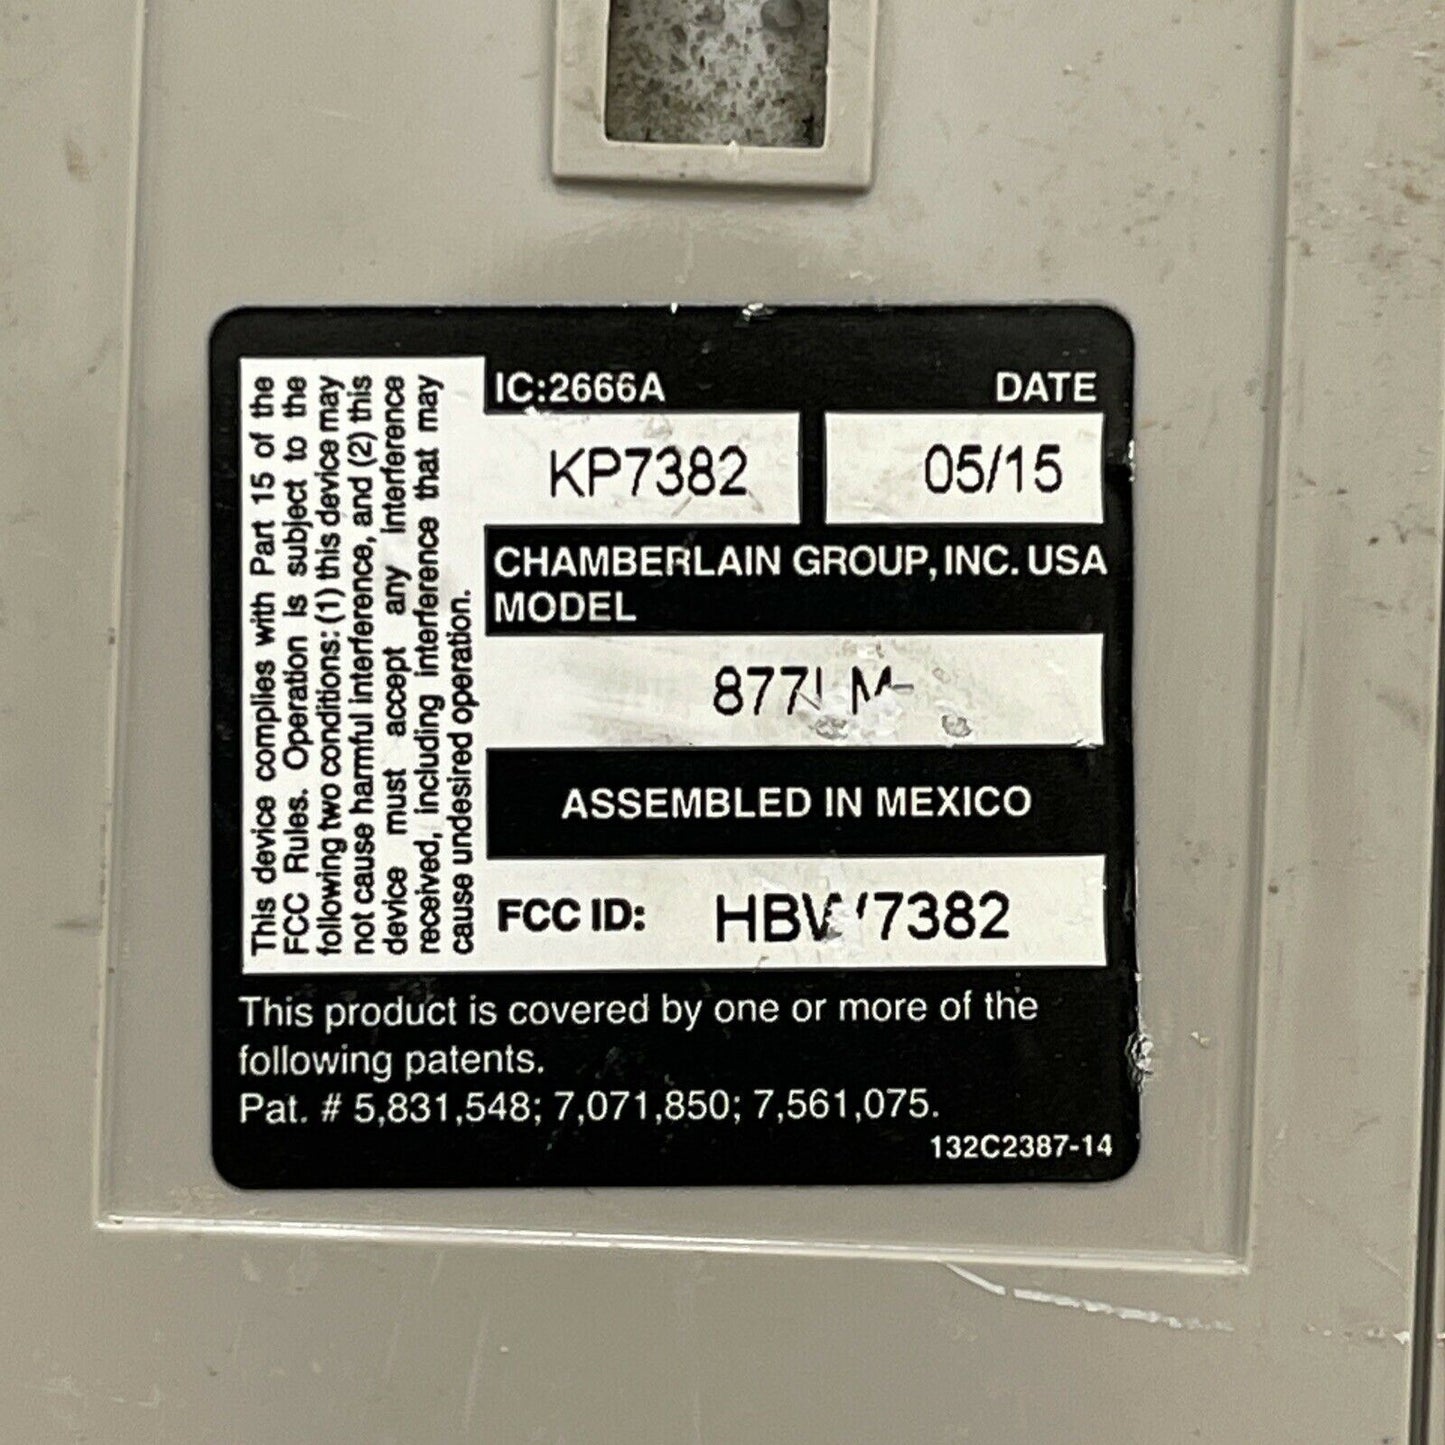 This device complies with Part 15 of the
FCC Rules. Operation is subject to the
following two conditions: (1) this device may
not cause harmful interference, and (2) this
device must accept any interference
received, including interference that may
cause undesired operation.
IC:2666A
DATE
KP7382
05/15
CHAMBERLAIN GROUP, INC. USA
MODEL
ASSEMBLED IN MEXICO
FCC ID: HBW7382
This product is covered by one or more of the
following patents.
Pat. # 5,831,548; 7,071,850; 7,561,075.
132C2387-14